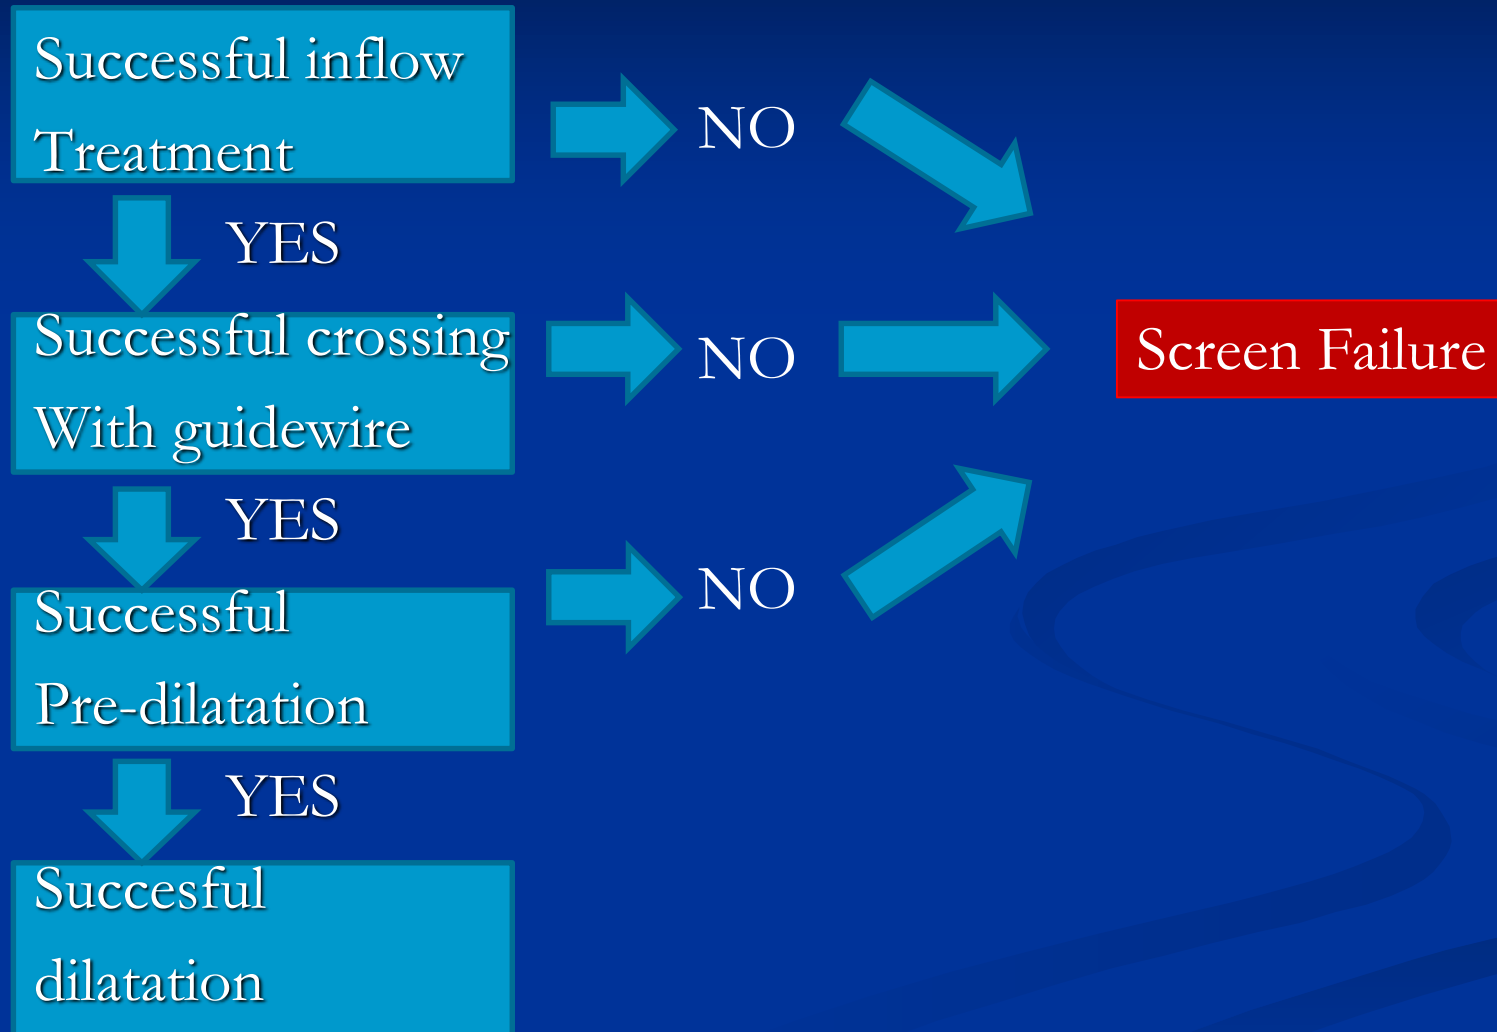 Successful inflow
Treatment
NO
YES
Successful crossing
With guidewire
NO
Screen Failure
YES
Successful
Pre-dilatation
NO
YES
Succesful
dilatation